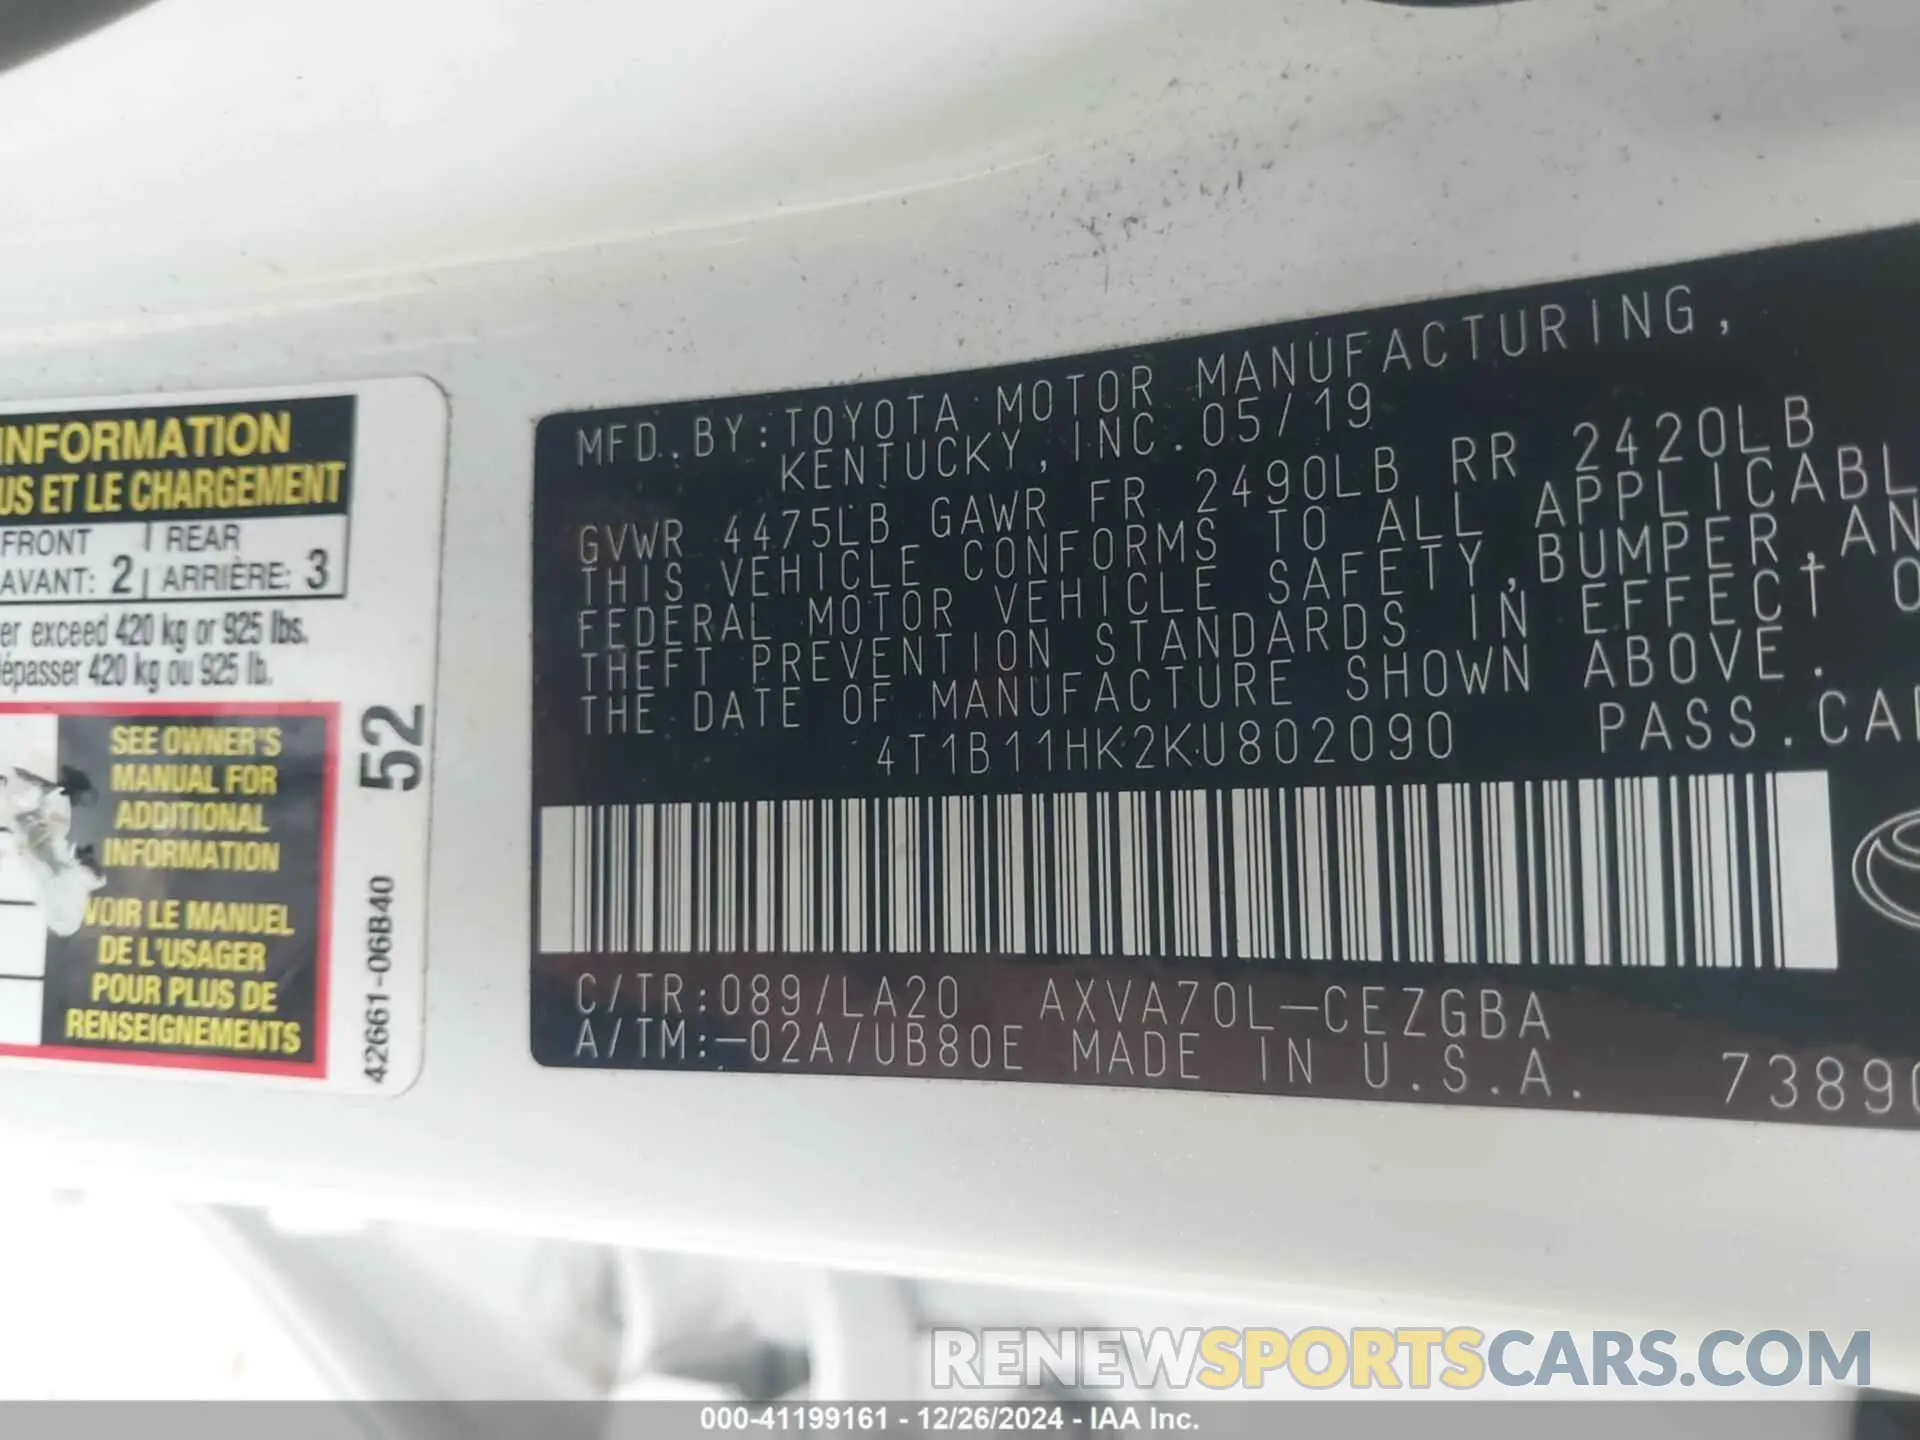 INFORMATION
US ET LE CHARGEMENT
FRONT REAR
AVANT: 2 ARRIÈRE: 3
er exceed 420 kg or 925 lbs.
épasser 420 kg ou 925 lb.
SEE OWNER'S
MANUAL FOR
ADDITIONAL
INFORMATION
VOIR LE MANUEL
DE L'USAGER
POUR PLUS DE
RENSEIGNEMENTS
52
42661-06B40
MFD. BY: TOYOTA MOTOR MANUFACTURING,
KENTUCKY, INC. 05/19
GVWR 4475LB GAWR FR 2490LB RR 2420LB
THIS VEHICLE CONFORMS TO ALL APPLICABL
FEDERAL MOTOR VEHICLE SAFETY, BUMPER, AN
THEFT PREVENTION STANDARDS IN EFFECT O
THE DATE OF MANUFACTURE SHOWN ABOVE.
4T1B11HK2KU802090 PASS.CAR
C/TR:089/LA20 AXVA70L-CEZGBA
A/TM:-02A/UB80E MADE IN U.S.A. 7389
RENEWSPORTSCARS.COM
000-41199161 - 12/26/2024 - IAA Inc.